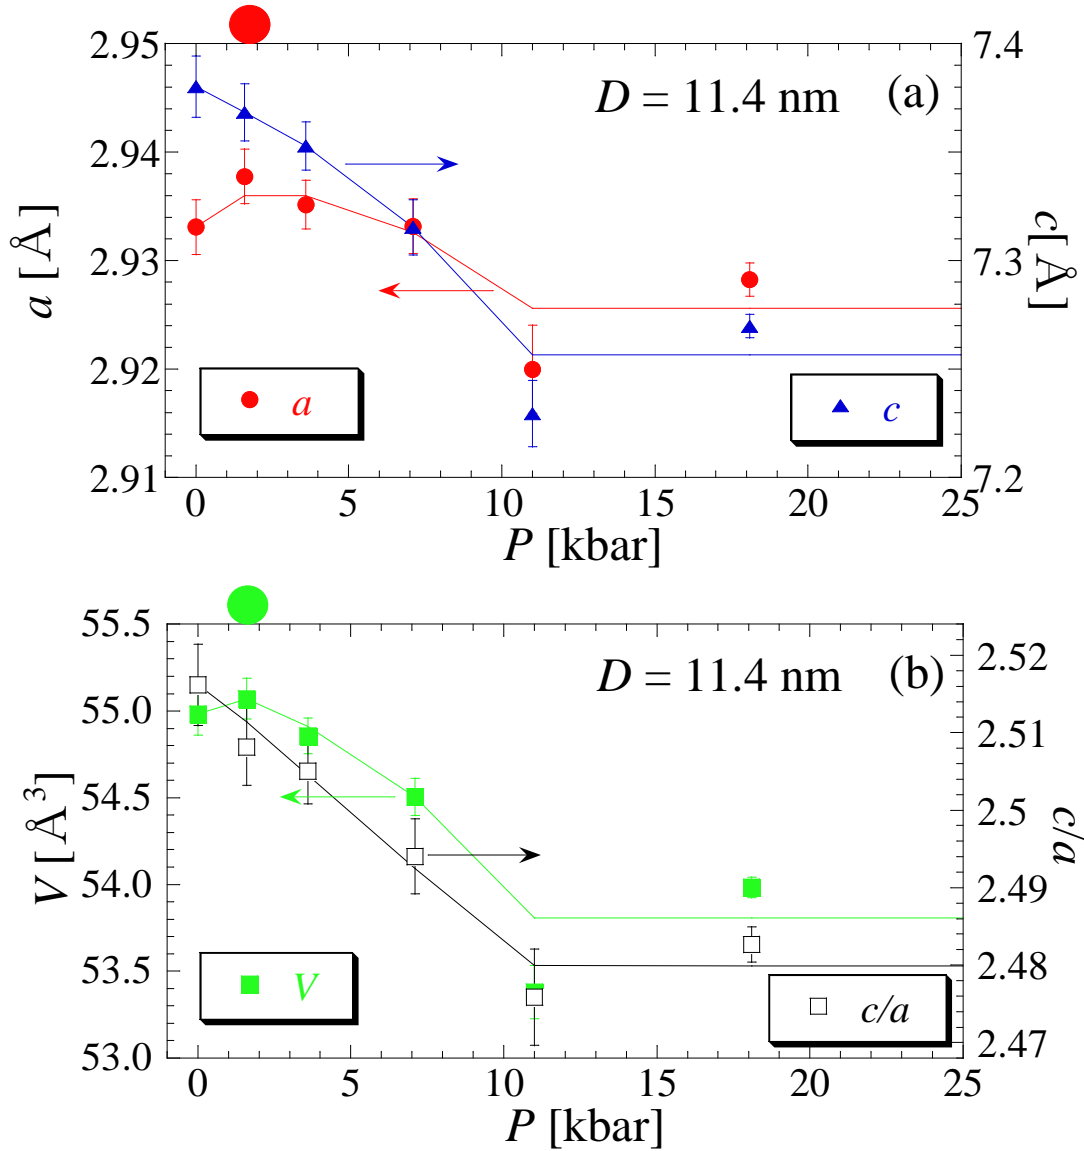 2.95
2.94
2.93
2.92
2.91
a [Å]
7.4
7.3
7.2
c[Å]
D = 11.4 nm
(a)
a
c
0 5 10 15 20 25
P [kbar]
55.5
55.0
54.5
54.0
53.5
53.0
V [Å³]
2.52
2.51
2.5
2.49
2.48
2.47
c/a
D = 11.4 nm
(b)
V
c/a
0 5 10 15 20 25
P [kbar]